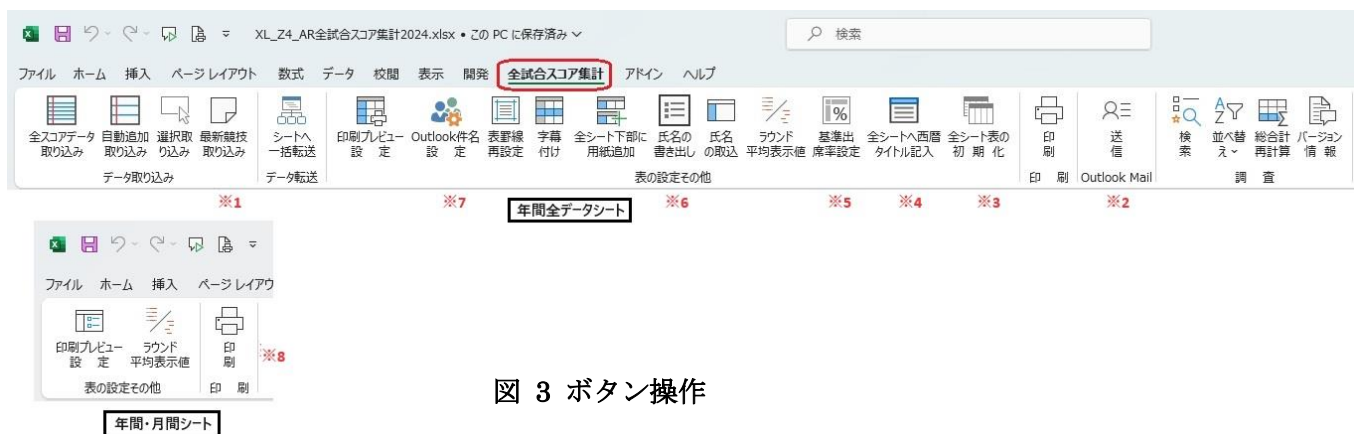 XL_Z4_AR全試合スコア集計2024.xlsx • この PC に保存済み
検索
ファイル ホーム 挿入 ページ レイアウト 数式 データ 校閲 表示 開発 全試合スコア集計 アドイン ヘルプ
全スコアデータ 自動追加 選択取 最新競技 シートへ 印刷プレビュー Outlook件名 表罫線 字幕 全シート下部に 氏名の 氏名 ラウンド 基準出 全シートへ西暦 全シート表の 印 送 検 並べ替 総合計 バージョン
取り込み 取り込み り込み 取り込み 一括転送 設 定 設 定 再設定 付け 用紙追加 書き出し の取込 平均表示値 席率設定 タイトル記入 初 期 化 刷 信 索 え 再計算 情 報
データ取り込み データ転送 表の設定その他 印 刷 Outlook Mail 調 査
※1 ※7 年間全データシート ※6 ※5 ※4 ※3 ※2
ファイル ホーム 挿入 ページ レイアウ
印刷プレビュー ラウンド 印
設 定 平均表示値 刷
※8
表の設定その他 印 刷
図 3 ボタン操作
年間・月間シート